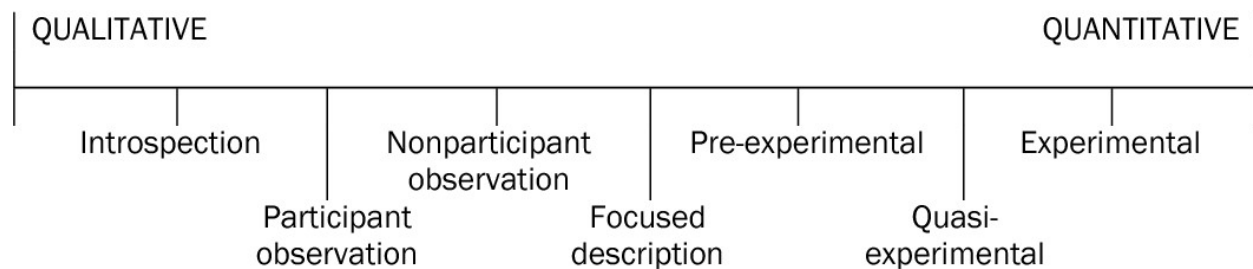 QUALITATIVE QUANTITATIVE
Introspection
Nonparticipant
observation
Pre-experimental
Experimental
Participant
observation
Focused
description
Quasi-
experimental